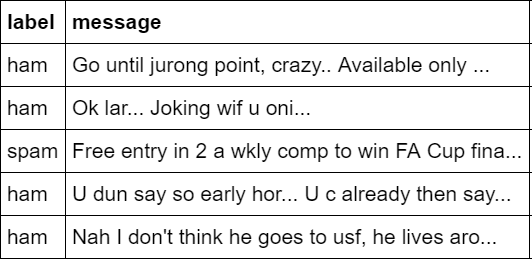 label message
ham Go until jurong point, crazy.. Available only ...
ham Ok lar... Joking wif u oni...
spam Free entry in 2 a wkly comp to win FA Cup fina...
ham U dun say so early hor... U c already then say...
ham Nah I don't think he goes to usf, he lives aro...